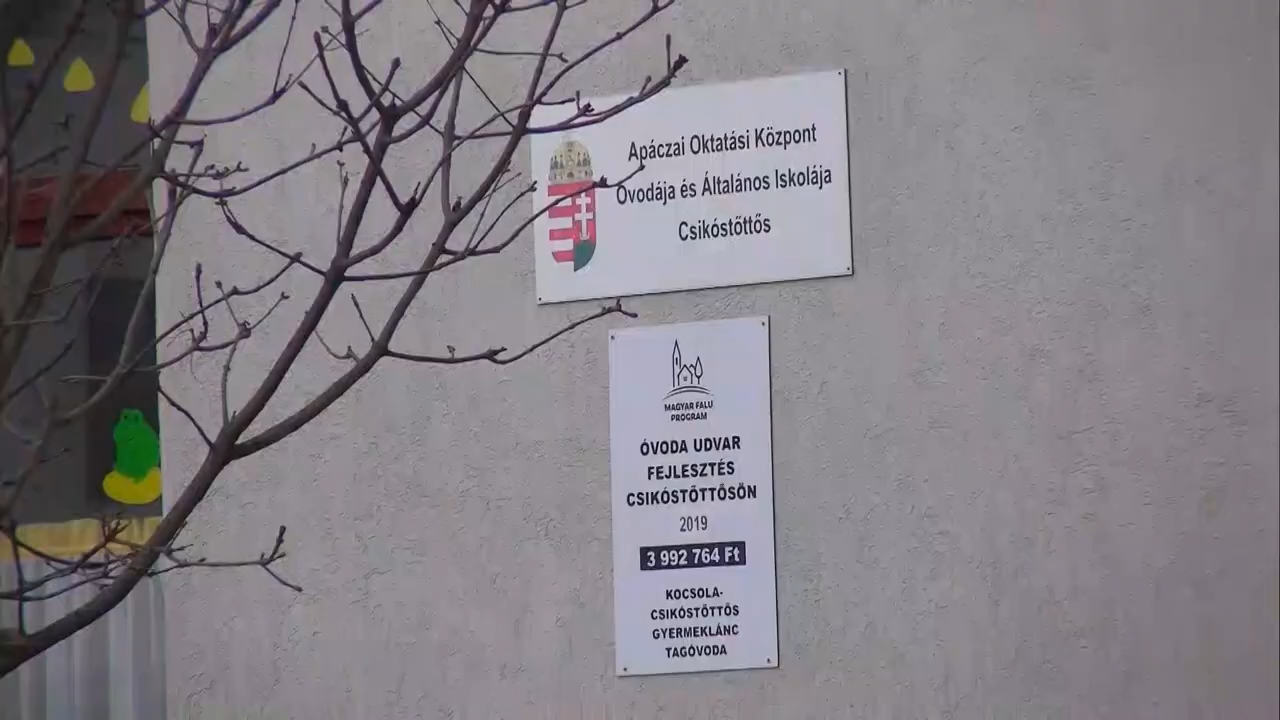 Apáczai Oktatási Központ
Óvodája és Általános Iskolája
Csikóstőttős
MAGYAR FALU
PROGRAM
ÓVODA UDVAR
FEJLESZTÉS
CSIKÓSTŐTTŐSÖN
2019
3 992 764 Ft
KOCSOLA-
CSIKÓSTŐTTŐS
GYERMEKLÁNC
TAGÓVODA